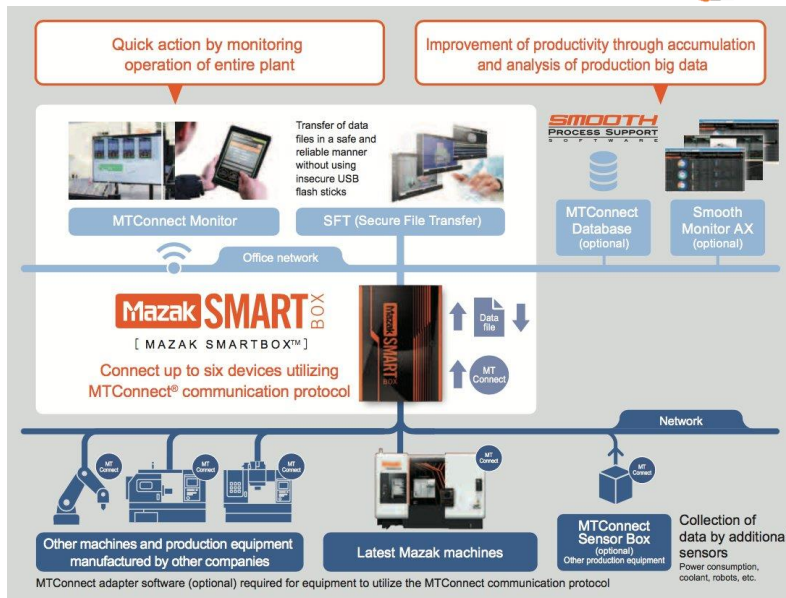 Quick action by monitoring
operation of entire plant
Improvement of productivity through accumulation
and analysis of production big data
Transfer of data
files in a safe and
reliable manner
without using
insecure USB
flash sticks
SMOOTH
PROCESS SUPPORT
SOFTWARE
MTConnect Monitor
SFT (Secure File Transfer)
MTConnect
Database
(optional)
Smooth
Monitor AX
(optional)
Office network
Mazak SMART BOX
[ MAZAK SMARTBOX™ ]
Connect up to six devices utilizing
MTConnect® communication protocol
Mazak SMART BOX
Data
file
MT
Connect
Network
MT
Connect
MT
Connect
MT
Connect
MT
Connect
MT
Connect
Other machines and production equipment
manufactured by other companies
Latest Mazak machines
MTConnect
Sensor Box
(optional)
Other production equipment
Collection of
data by additiona
sensors
Power consumption,
coolant, robots, etc.
MTConnect adapter software (optional) required for equipment to utilize the MTConnect communication protocol